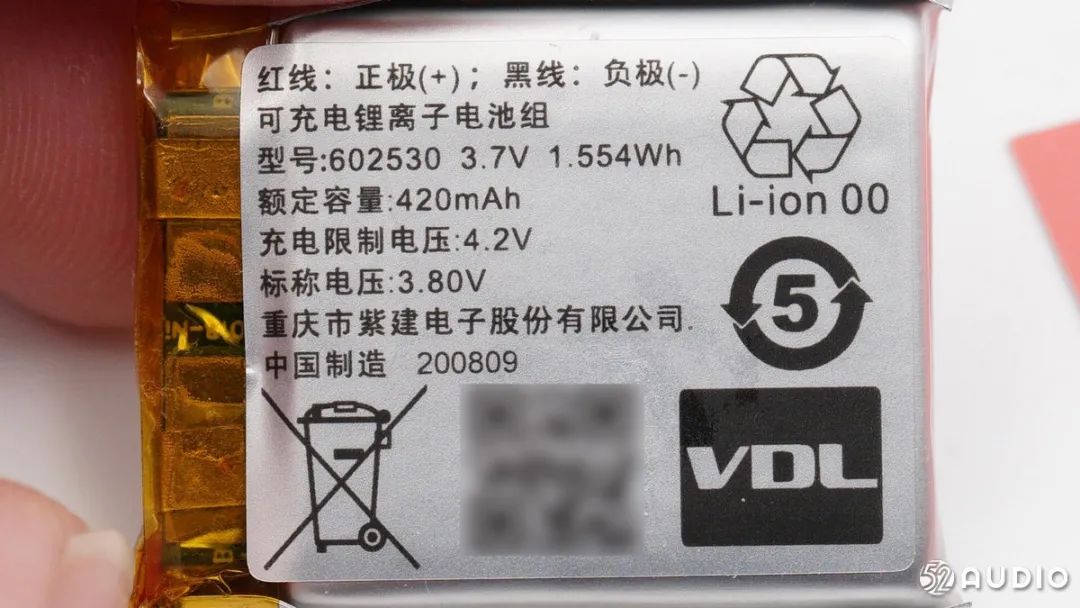 红线：正极(+)；黑线：负极(-)
可充电锂离子电池组
型号:602530 3.7V 1.554Wh
额定容量:420mAh
充电限制电压:4.2V
标称电压:3.80V
重庆市紫建电子股份有限公司.
中国制造 200809
Li-ion 00
5
VDL
52AUDIO